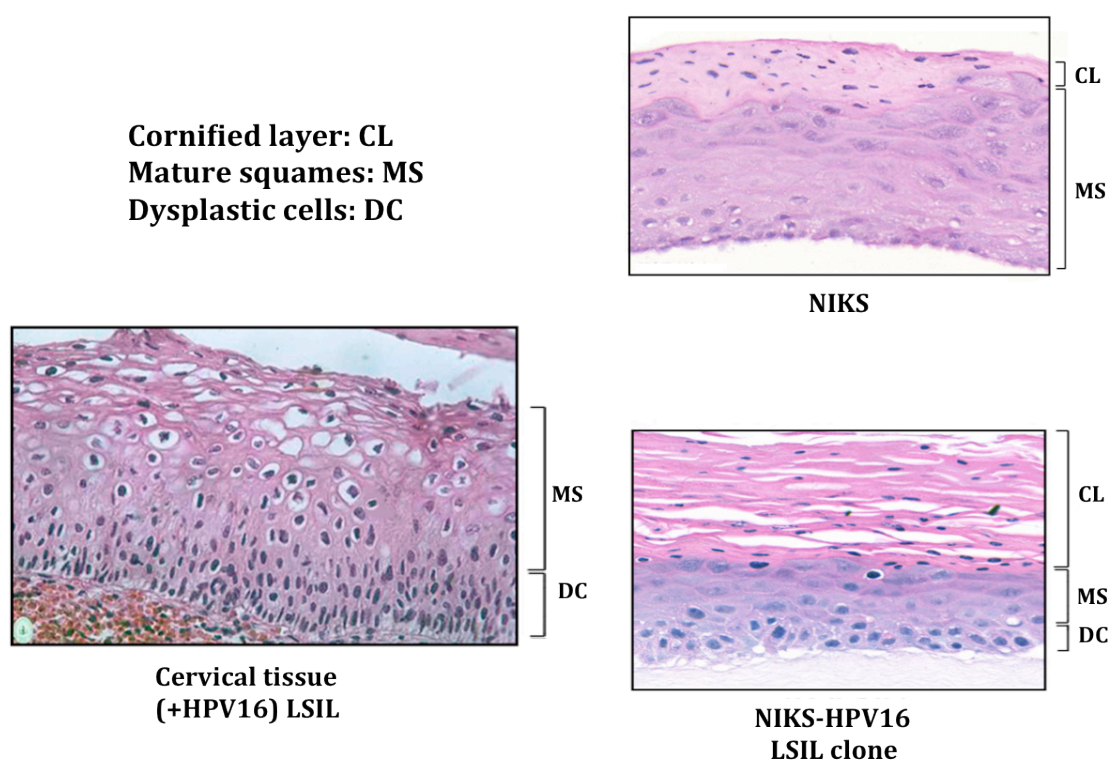 Cornified layer: CL
Mature squames: MS
Dysplastic cells: DC
CL
MS
NIKS
MS
DC
Cervical tissue
(+HPV16) LSIL
CL
MS
DC
NIKS-HPV16
LSIL clone